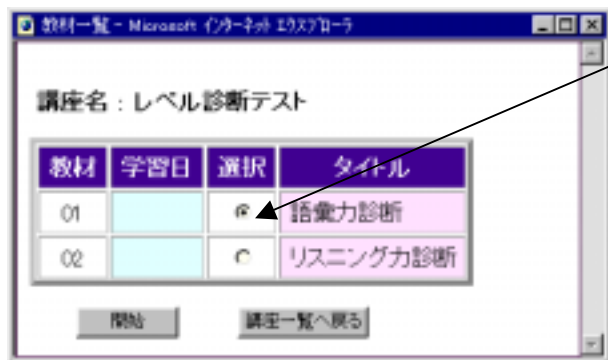 教材一覧 - Microsoft インターネット エクスプローラ
講座名：レベル診断テスト
教材 学習日 選択 タイトル
01 語彙力診断
02 リスニング力診断
開始 講座一覧へ戻る